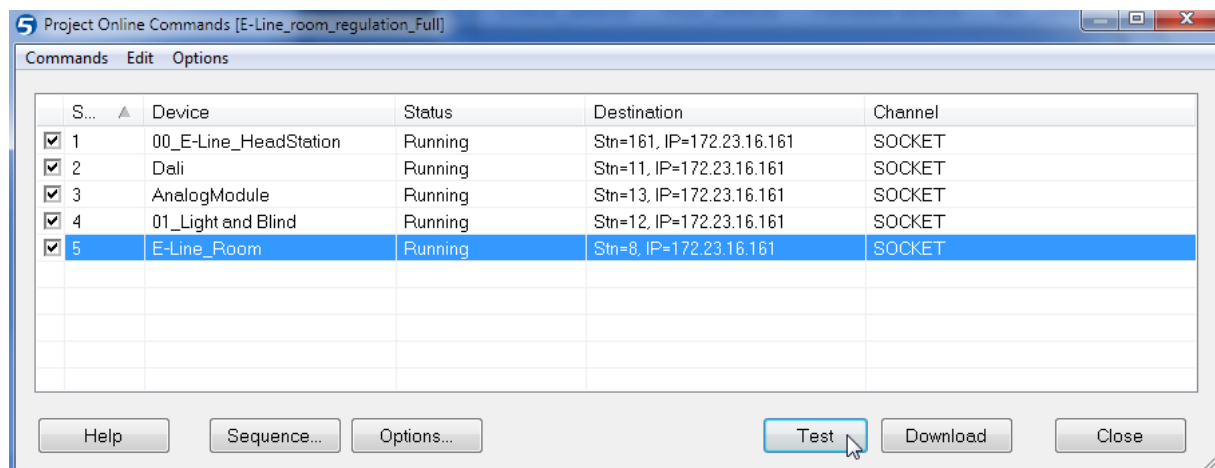 Project Online Commands [E-Line_room_regulation_Full]
Commands Edit Options
S... Device Status Destination Channel
1 00_E-Line_HeadStation Running Stn=161, IP=172.23.16.161 SOCKET
2 Dali Running Stn=11, IP=172.23.16.161 SOCKET
3 AnalogModule Running Stn=13, IP=172.23.16.161 SOCKET
4 01_Light and Blind Running Stn=12, IP=172.23.16.161 SOCKET
5 E-Line_Room Running Stn=8, IP=172.23.16.161 SOCKET
Help Sequence... Options... Test Download Close